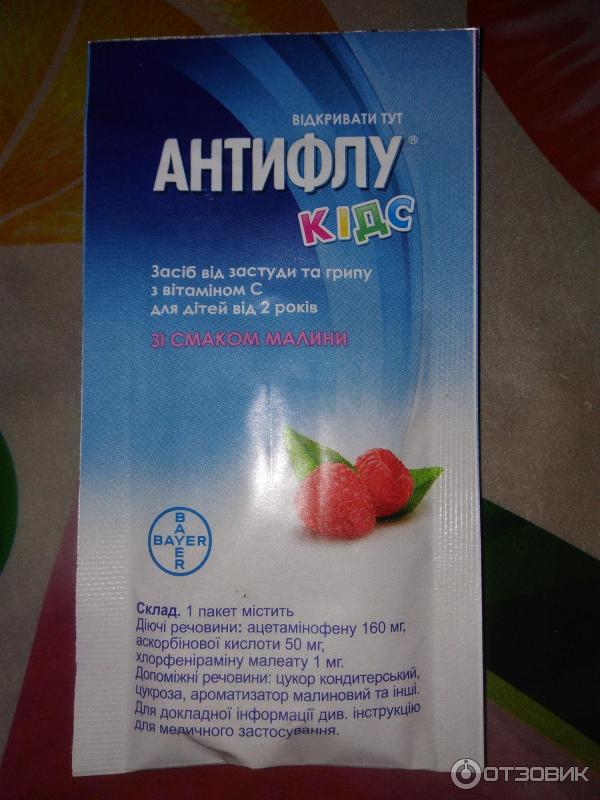 ВІДКРИВАТИ ТУТ
АНТИФЛУ®
КІДС
Засіб від застуди та грипу
з вітаміном С
для дітей від 2 років
ЗІ СМАКОМ МАЛИНИ
BAYER
BAYER
Склад. 1 пакет містить
Діючі речовини: ацетамінофену 160 мг,
аскорбінової кислоти 50 мг,
хлорфеніраміну малеату 1 мг.
Допоміжні речовини: цукор кондитерський,
цукроза, ароматизатор малиновий та інші.
Для докладної інформації див. інструкцію
для медичного застосування.
ОТЗОВИК